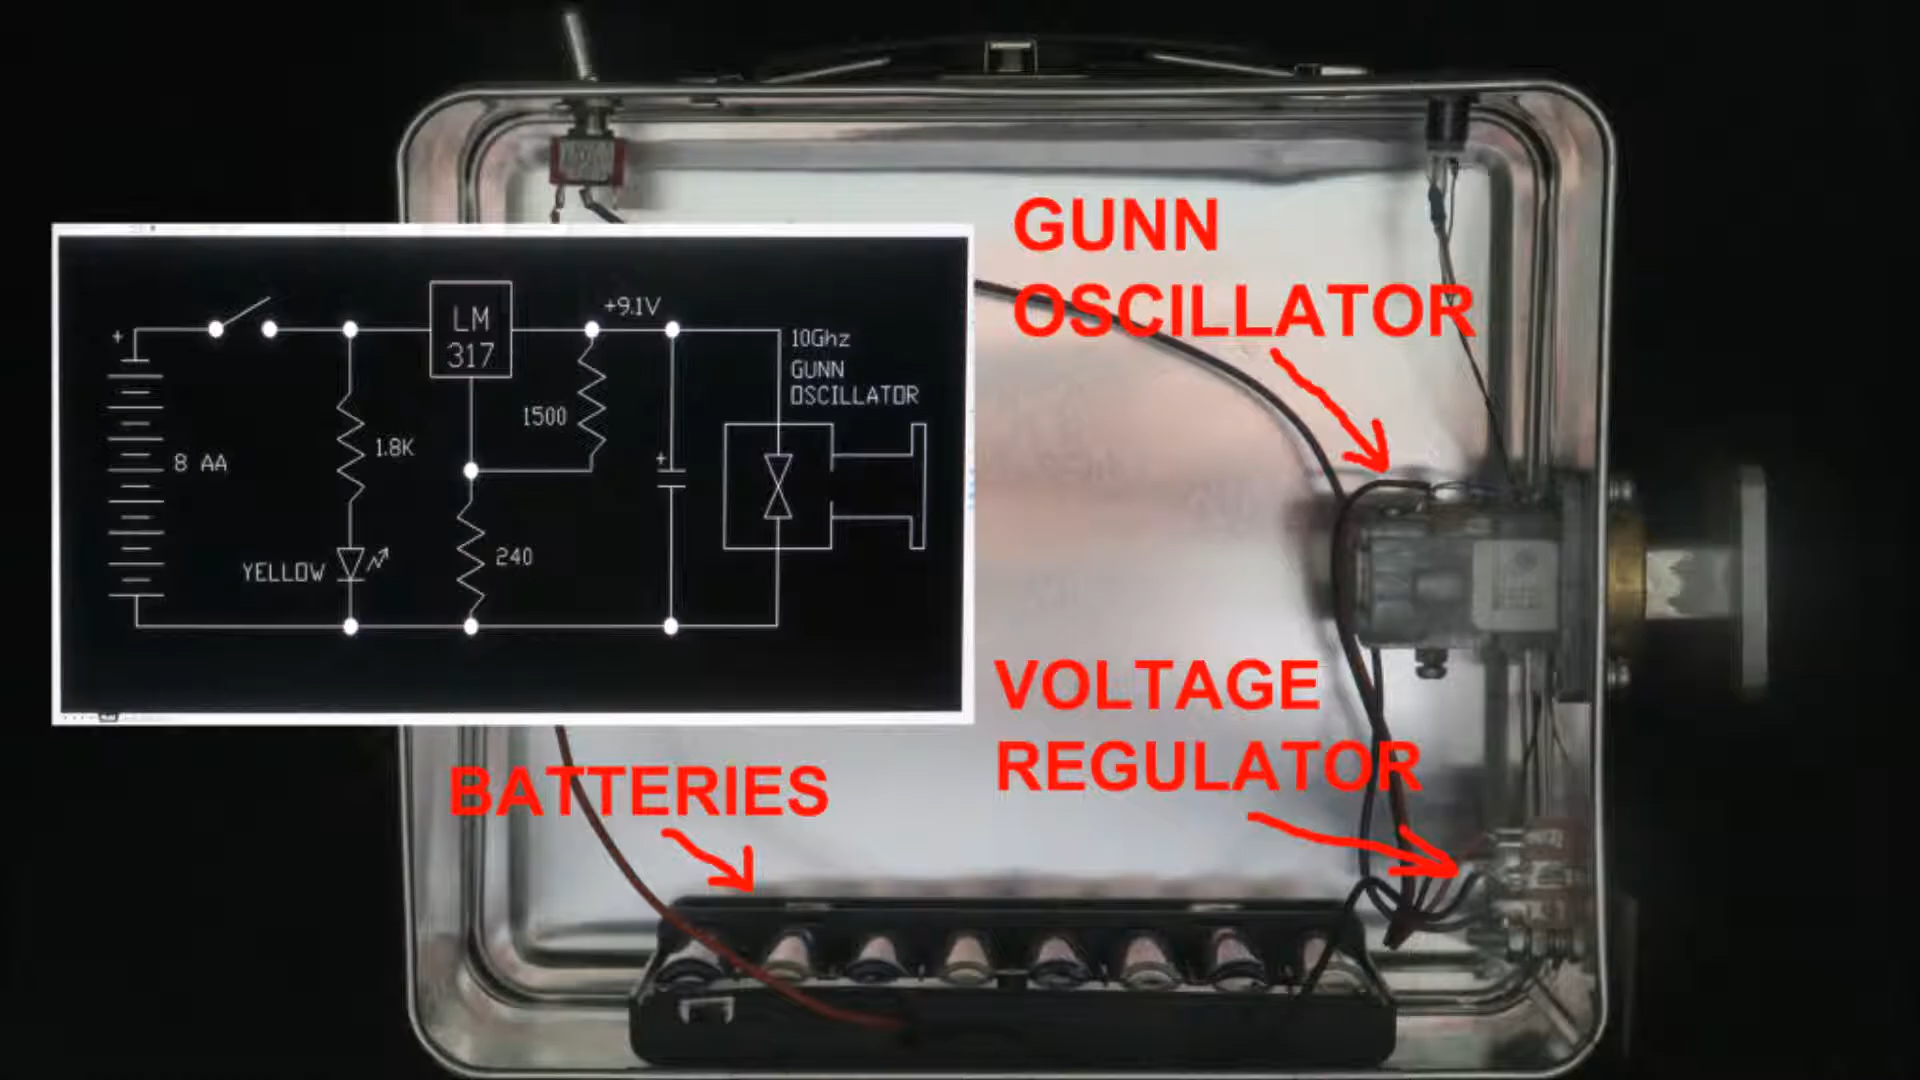 GUNN
OSCILLATOR
+9.1V
LM
317
10Ghz
GUNN
OSCILLATOR
+
1500
1.8K
8 AA
+
240
YELLOW
VOLTAGE
REGULATOR
BATTERIES